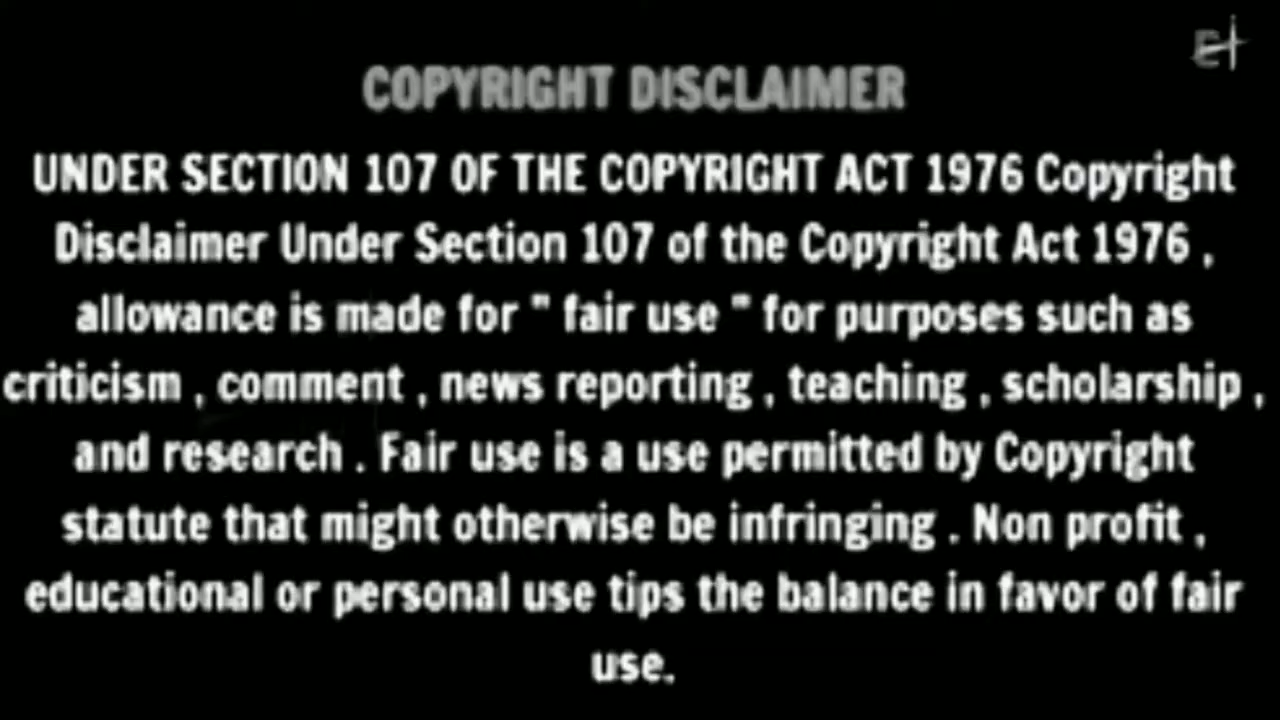 COPYRIGHT DISCLAIMER
UNDER SECTION 107 OF THE COPYRIGHT ACT 1976 Copyright
Disclaimer Under Section 107 of the Copyright Act 1976 ,
allowance is made for " fair use " for purposes such as
criticism , comment , news reporting , teaching , scholarship ,
and research . Fair use is a use permitted by Copyright
statute that might otherwise be infringing . Non profit ,
educational or personal use tips the balance in favor of fair
use.